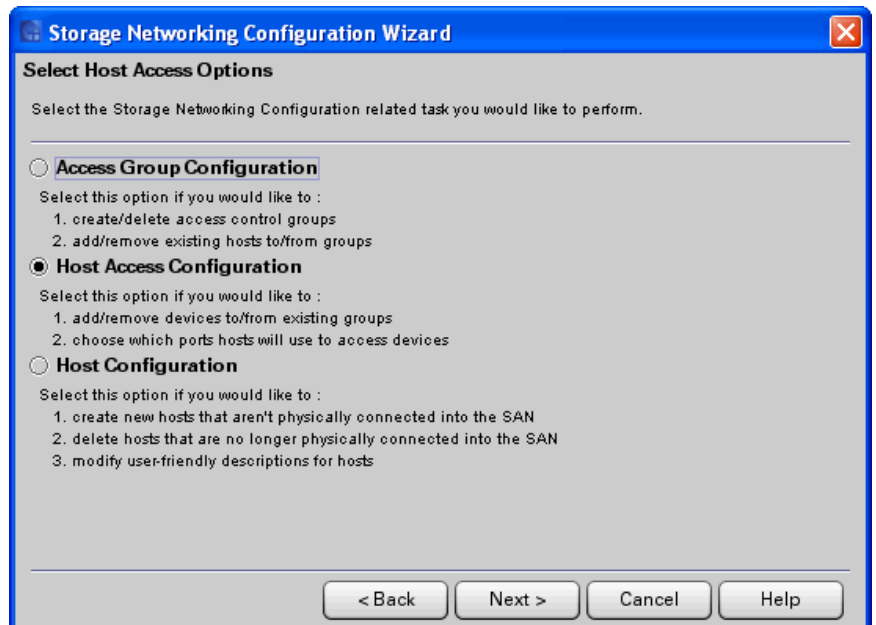 Storage Networking Configuration Wizard
Select Host Access Options
Select the Storage Networking Configuration related task you would like to perform.
Access Group Configuration
Select this option if you would like to :
1. create/delete access control groups
2. add/remove existing hosts to/from groups
Host Access Configuration
Select this option if you would like to :
1. add/remove devices to/from existing groups
2. choose which ports hosts will use to access devices
Host Configuration
Select this option if you would like to :
1. create new hosts that aren't physically connected into the SAN
2. delete hosts that are no longer physically connected into the SAN
3. modify user-friendly descriptions for hosts
< Back Next > Cancel Help